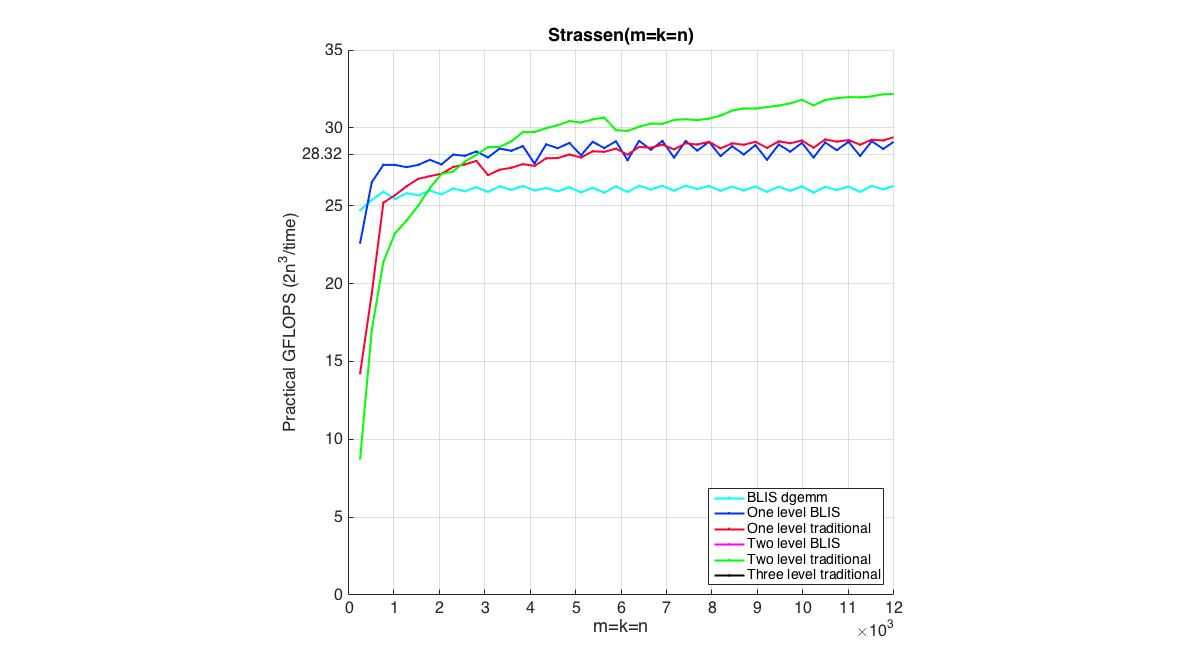 Strassen(m=k=n)
35
30
28.32
25
20
15
10
5
0
Practical GFLOPS (2n³/time)
BLIS dgemm
One level BLIS
One level traditional
Two level BLIS
Two level traditional
Three level traditional
0 1 2 3 4 5 6 7 8 9 10 11 12
m=k=n
×10³